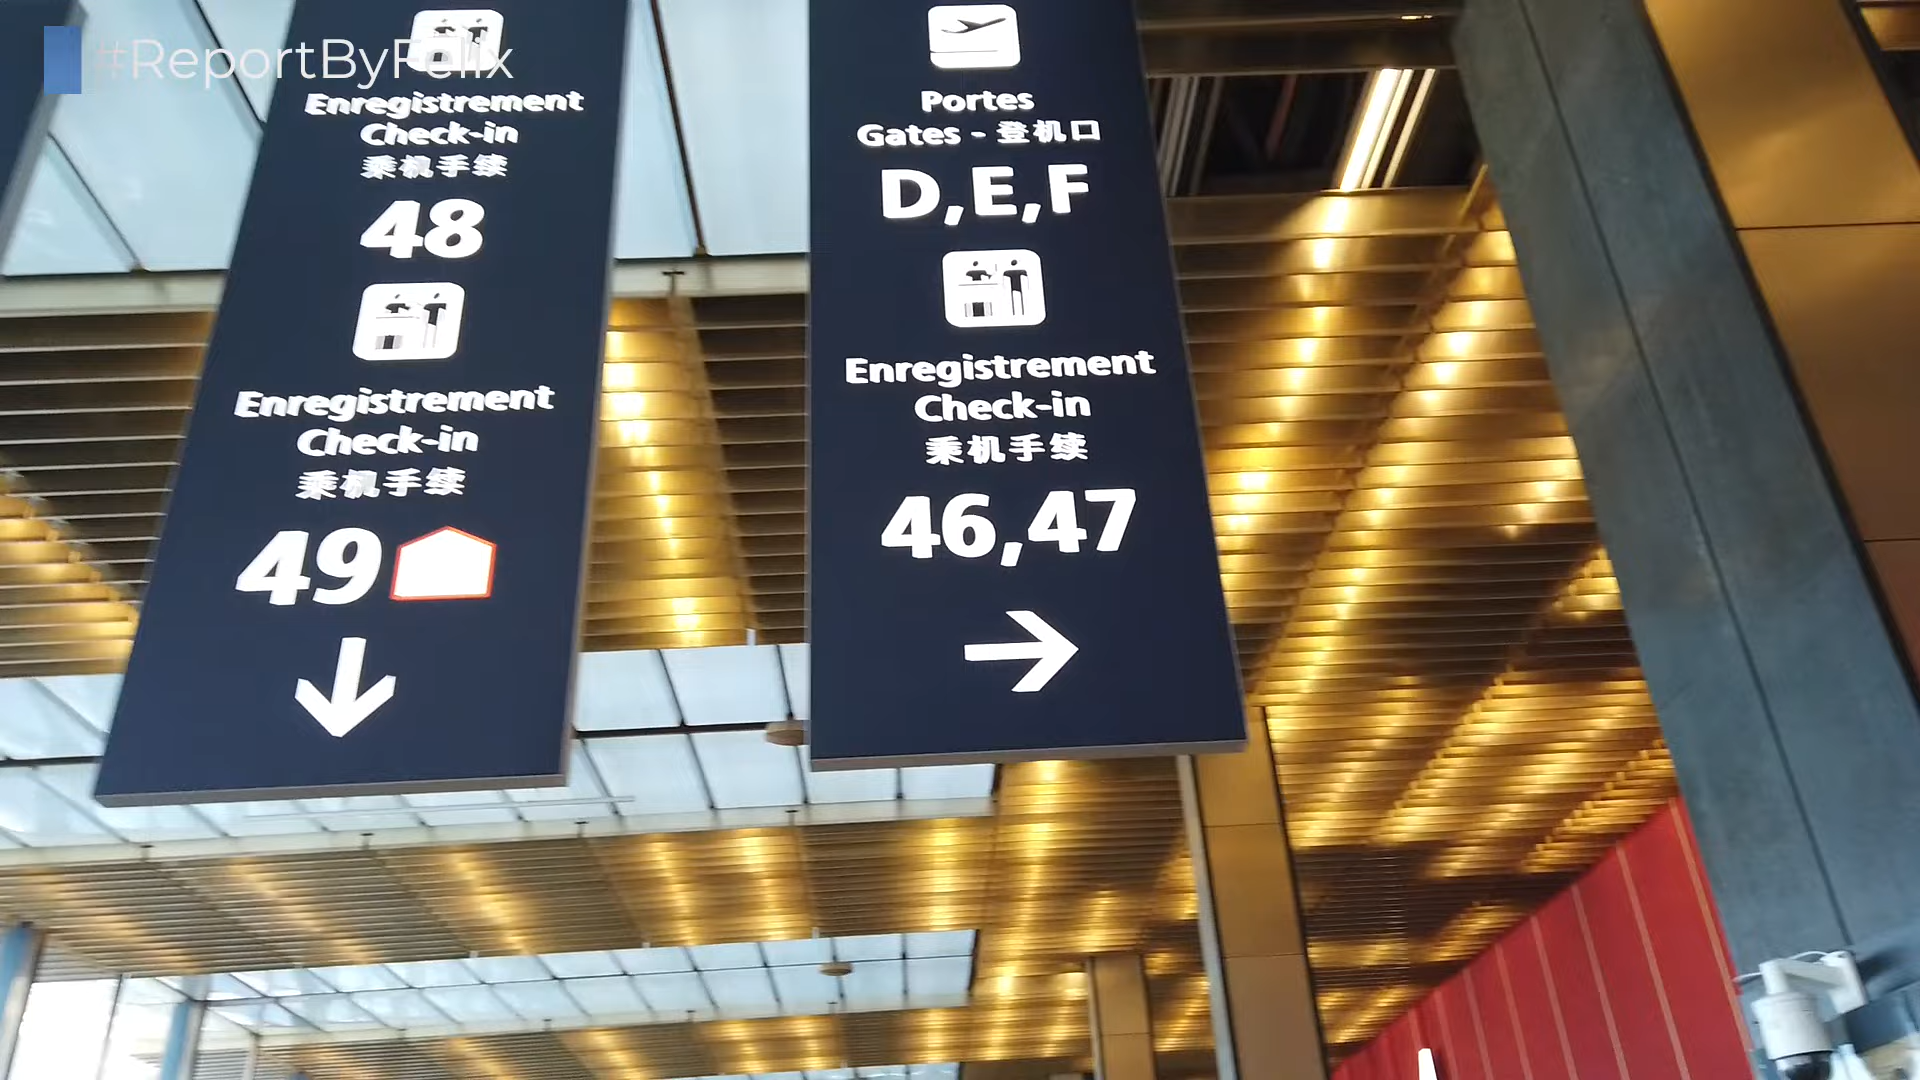 #ReportByFelix
Enregistrement
Check-in
乘机手续
48
Enregistrement
Check-in
乘机手续
49
Portes
Gates - 登机口
D,E,F
Enregistrement
Check-in
乘机手续
46,47